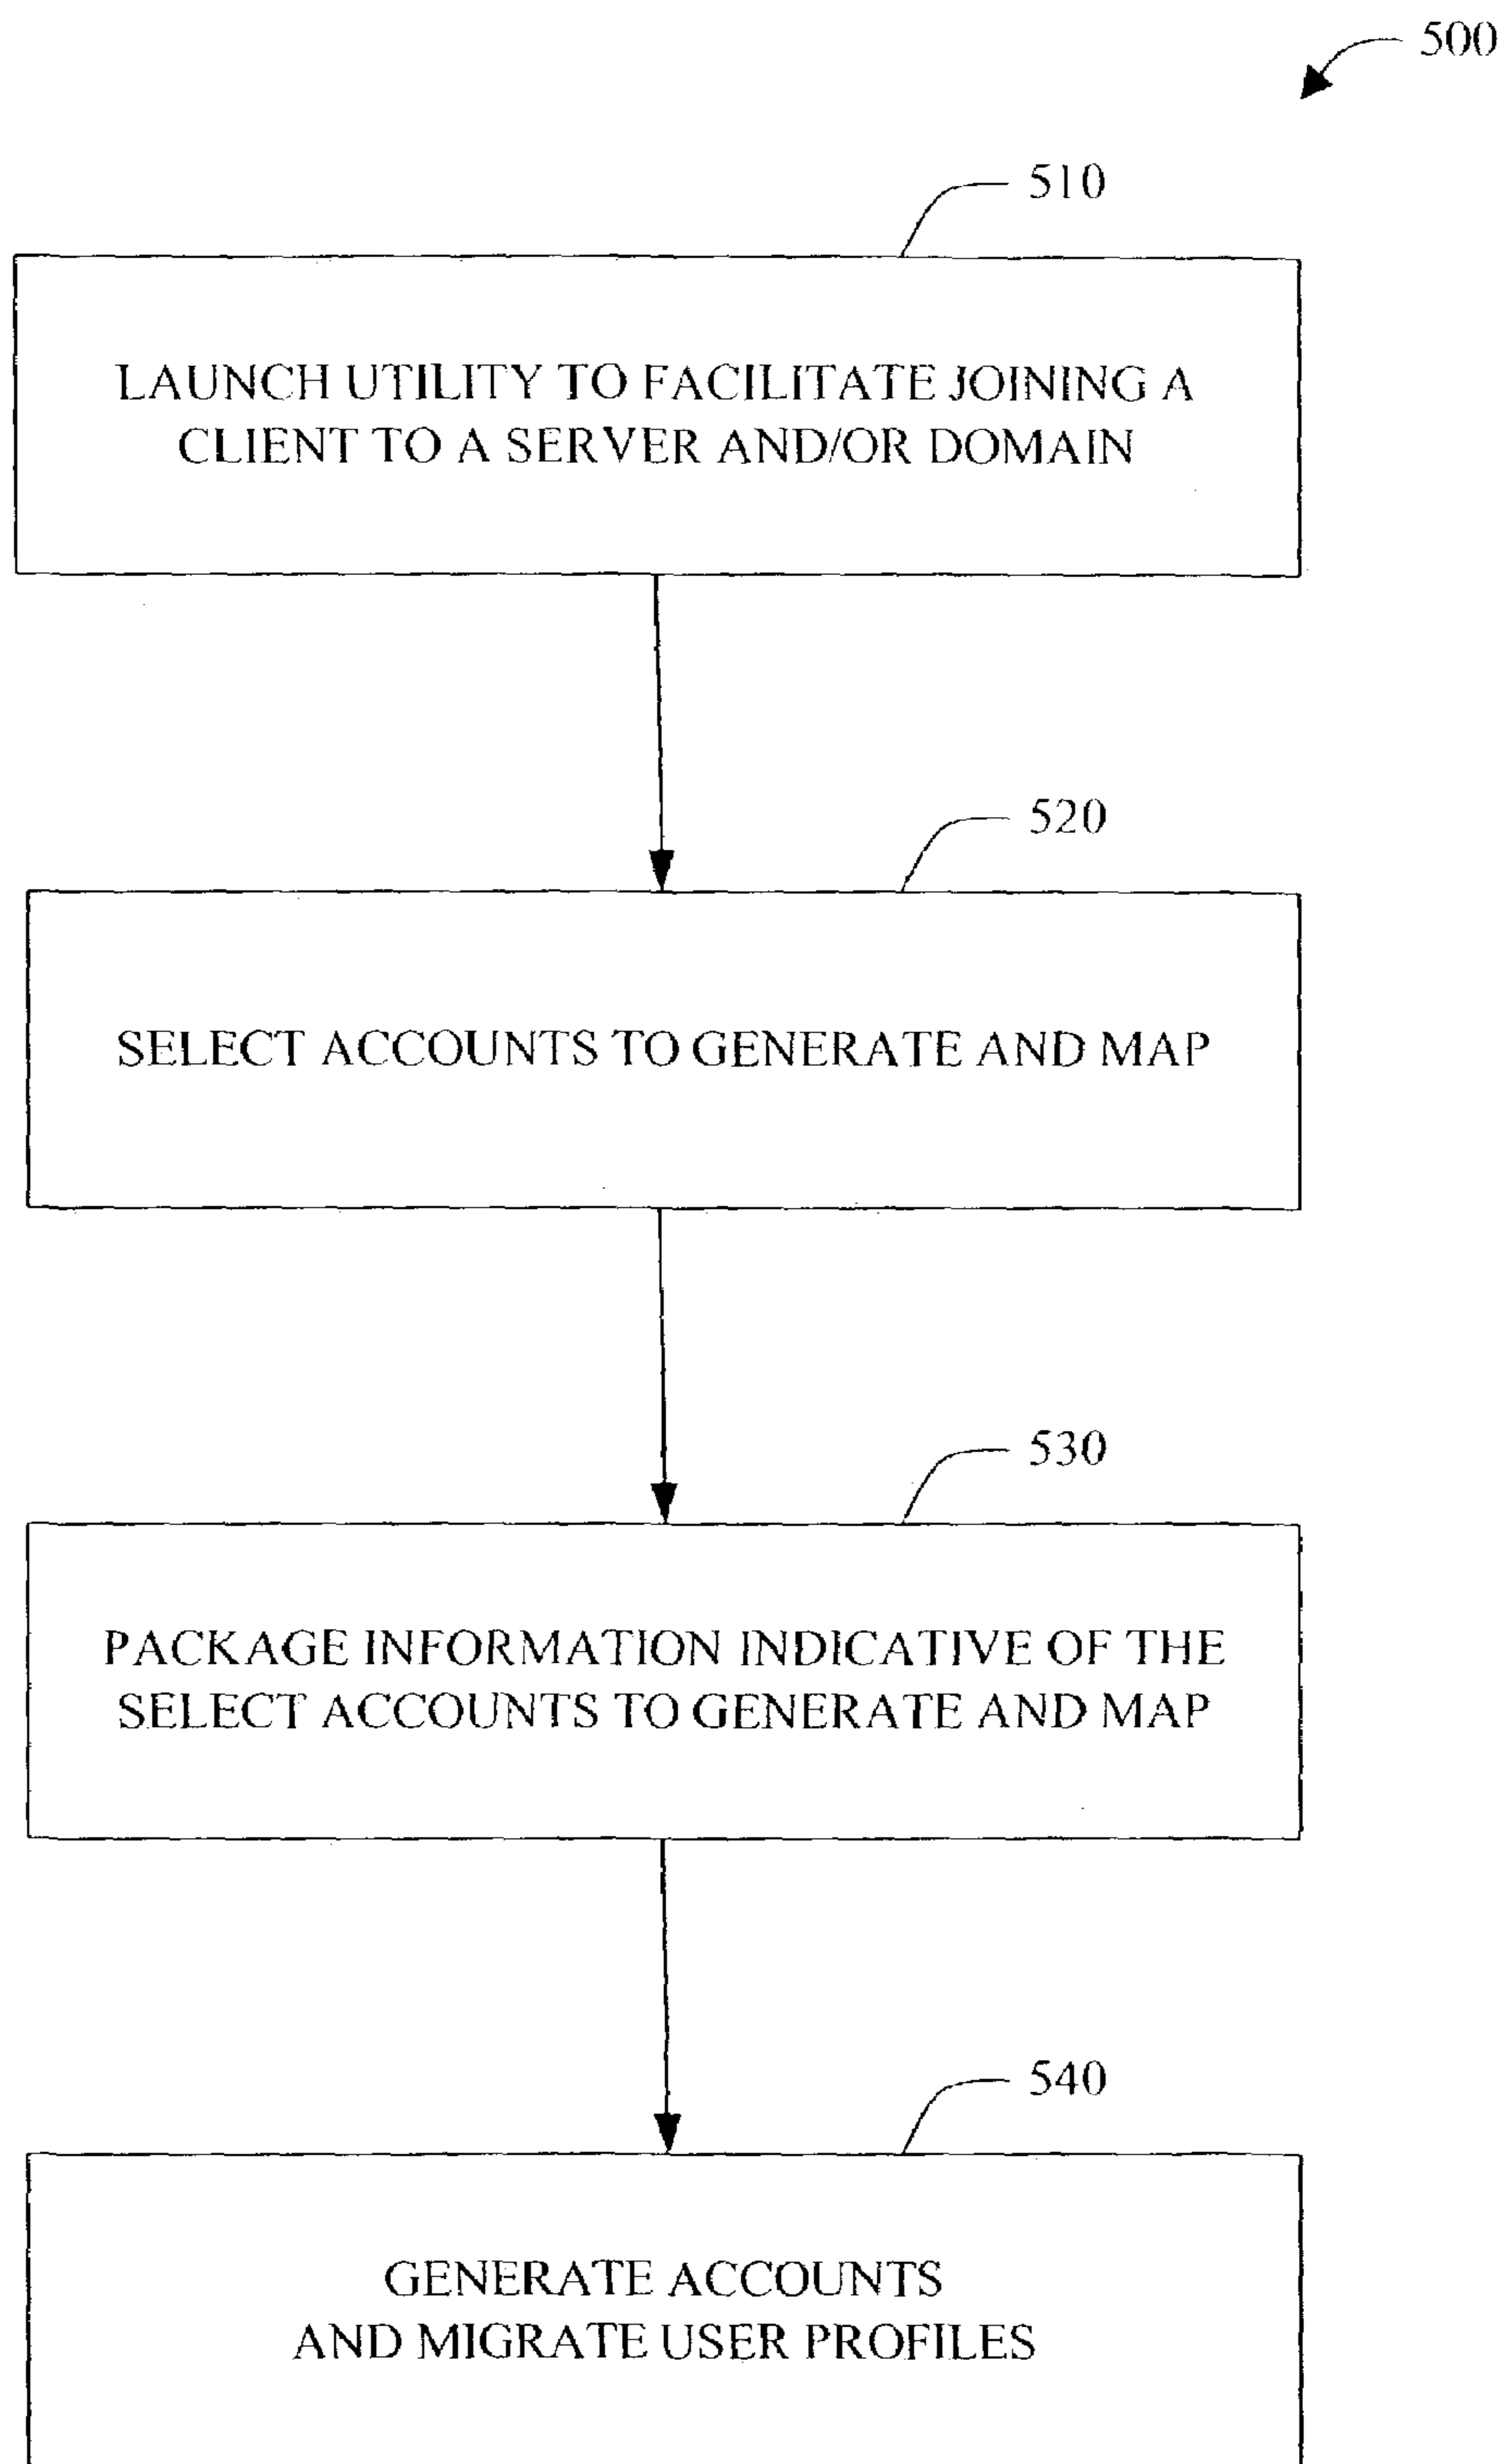 500
510
LAUNCH UTILITY TO FACILITATE JOINING A
CLIENT TO A SERVER AND/OR DOMAIN
520
SELECT ACCOUNTS TO GENERATE AND MAP
530
PACKAGE INFORMATION INDICATIVE OF THE
SELECT ACCOUNTS TO GENERATE AND MAP
540
GENERATE ACCOUNTS
AND MIGRATE USER PROFILES